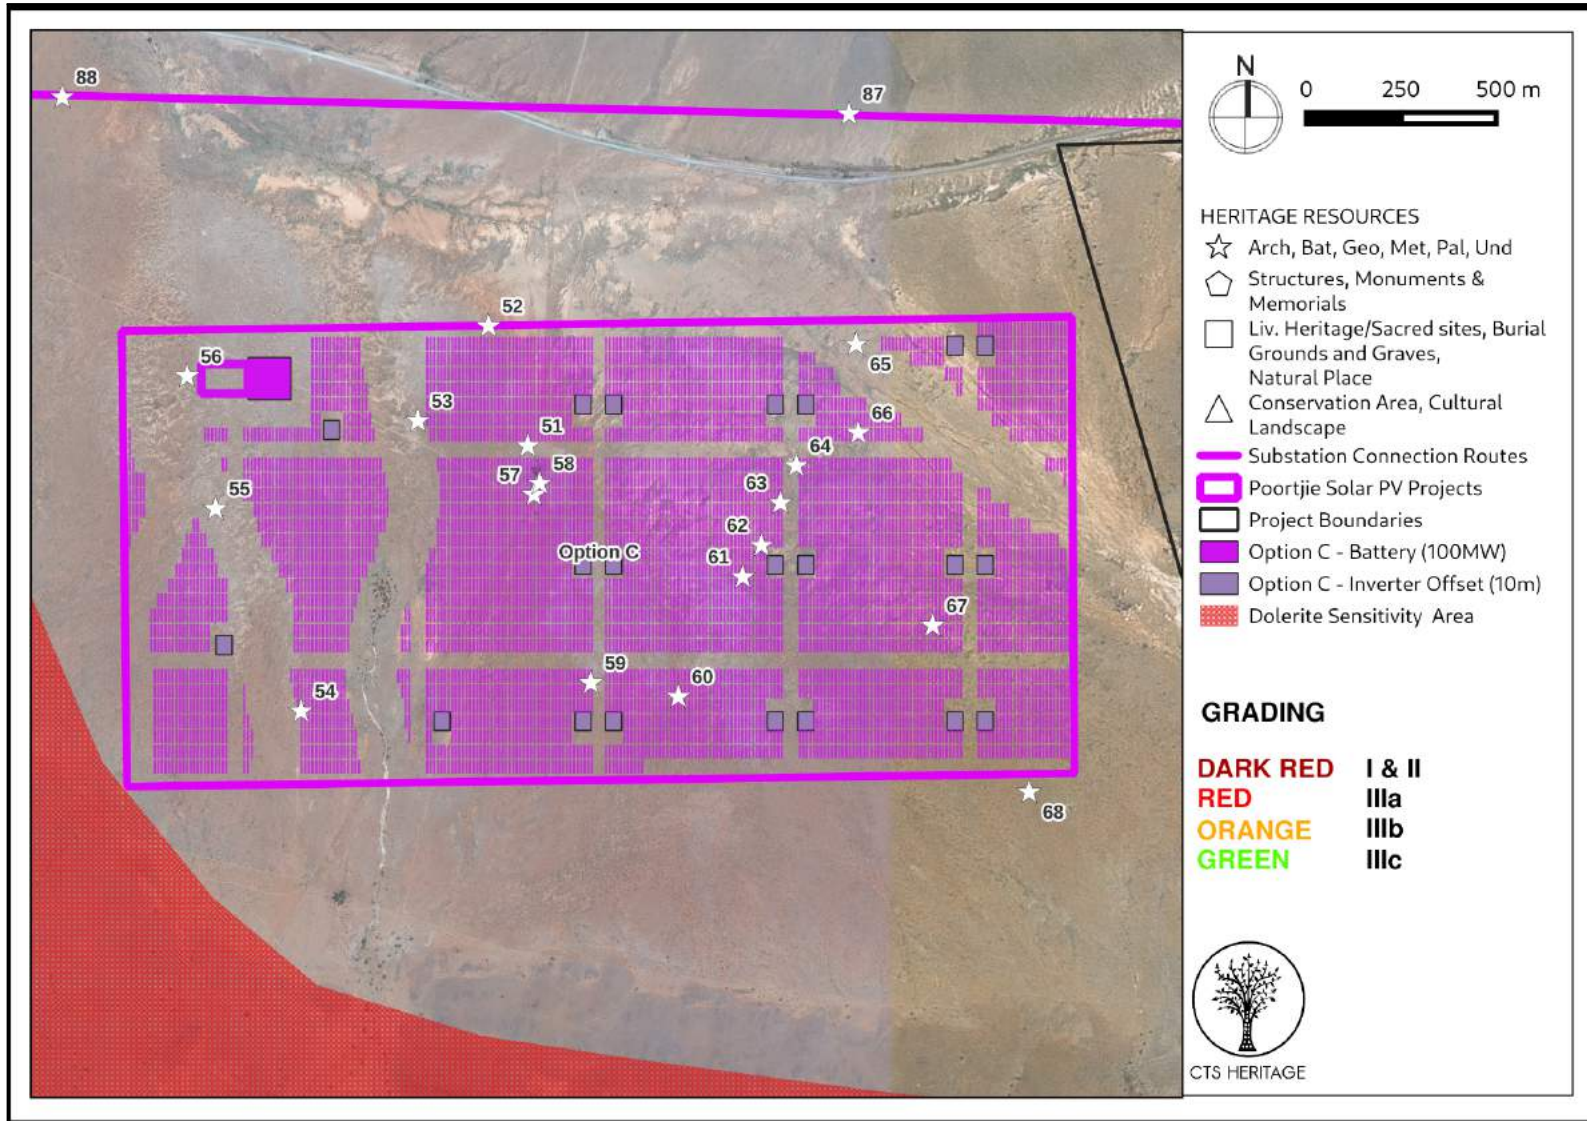 88
87
52
56
65
53
66
51
64
58
57
63
55
62
Option C
61
67
59
60
54
68
N
0 250 500 m
HERITAGE RESOURCES
Arch, Bat, Geo, Met, Pal, Und
Structures, Monuments &
Memorials
Liv. Heritage/Sacred sites, Burial
Grounds and Graves,
Natural Place
Conservation Area, Cultural
Landscape
Substation Connection Routes
Poortjie Solar PV Projects
Project Boundaries
Option C - Battery (100MW)
Option C - Inverter Offset (10m)
Dolerite Sensitivity Area
GRADING
DARK RED I & II
RED IIIa
ORANGE IIIb
GREEN IIIc
CTS HERITAGE